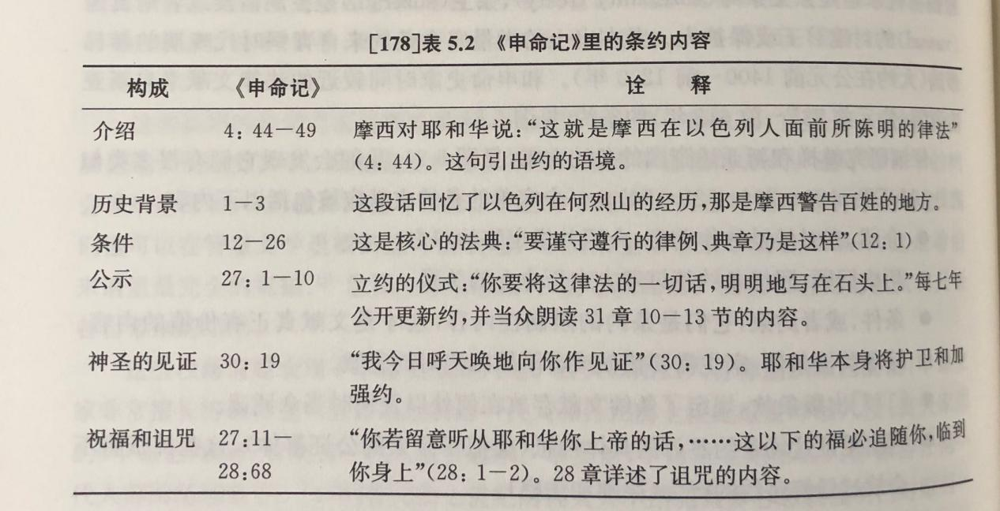 [178]表 5.2 《申命记》里的条约内容
构成 《申命记》 诠 释
介绍 4：44—49 摩西对耶和华说：“这就是摩西在以色列人面前所陈明的律法”
(4：44)。这句引出约的语境。
历史背景 1—3 这段话回忆了以色列在何烈山的经历，那是摩西警告百姓的地方。
条件 12—26 这是核心的法典：“要谨守遵行的律例、典章乃是这样”(12：1)
公示 27：1—10 立约的仪式：“你要将这律法的一切话，明明地写在石头上。”每七年
公开更新约，并当众朗读 31 章 10—13 节的内容。
神圣的见证 30：19 “我今日呼天唤地向你作见证”(30：19)。耶和华本身将护卫和加
强约。
祝福和诅咒 27:11— “你若留意听从耶和华你上帝的话，……这以下的福必追随你，临到
28:68 你身上”(28：1—2)。28 章详述了诅咒的内容。